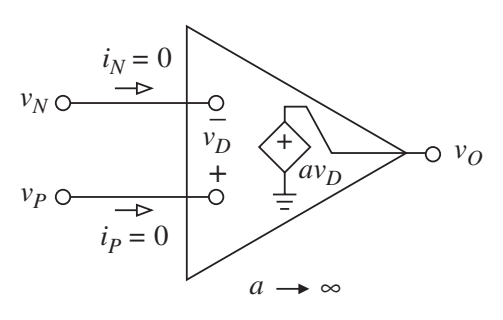 i_N = 0
v_N
−
v_D
+
+
av_D
v_O
v_P
i_P = 0
a → ∞